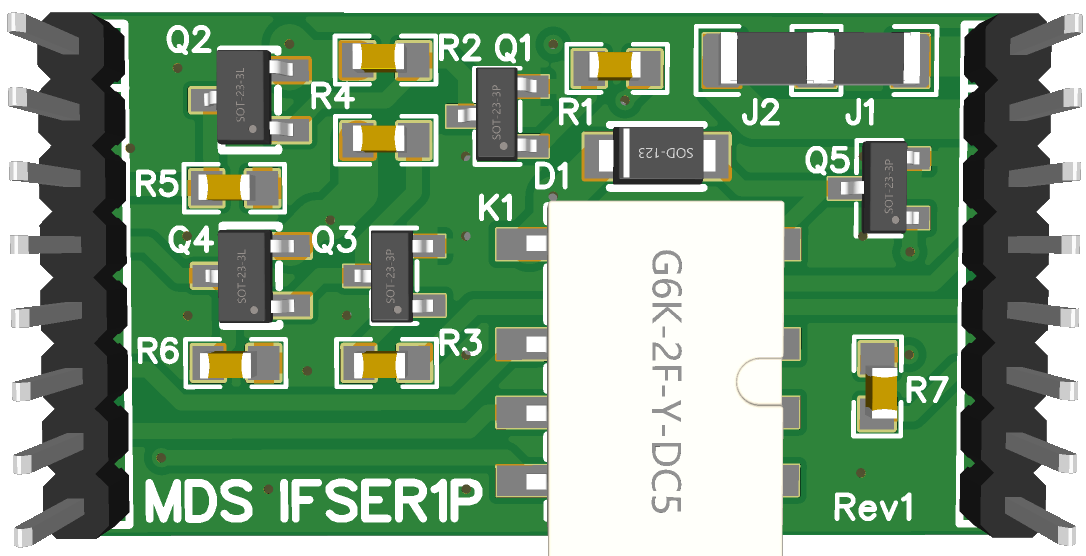 Q2
R2
Q1
SOT-23-3L
R4
SOT-23-3P
R1
J2
J1
SOD-123
D1
Q5
SOT-23-3P
R5
K1
Q4
Q3
SOT-23-3L
SOT-23-3P
G6K-2F-Y-DC5
R6
R3
R7
MDS IFSER1P
Rev1